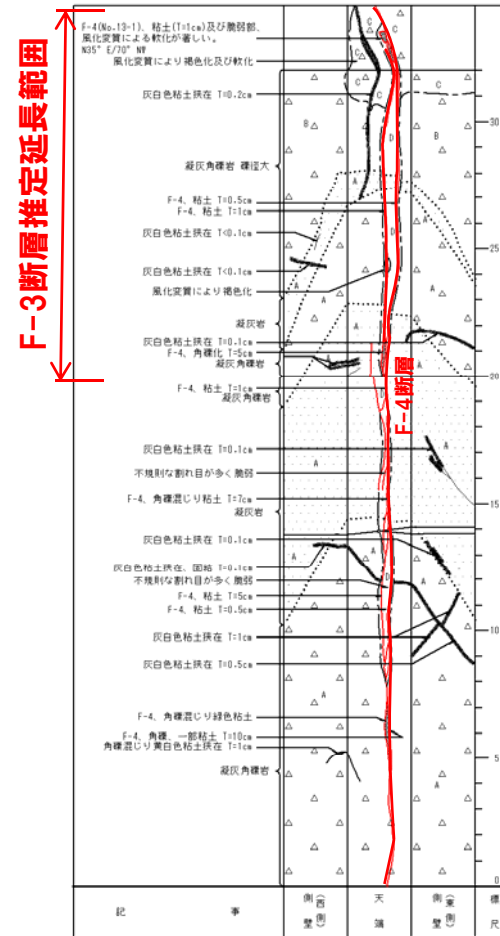 F-3断層推定延長範囲
F-4(No.13-1)、粘土(T=1cm)及び脆弱部、
風化変質による軟化が著しい。
N35°E/70°NW
風化変質により褐色化及び軟化
灰白色粘土挟在 T=0.2cm
凝灰角礫岩 礫径大
F-4、粘土 T=0.5cm
F-4、粘土 T=1cm
灰白色粘土挟在 T<0.1cm
灰白色粘土挟在 T<0.1cm
風化変質により褐色化
凝灰岩
灰白色粘土挟在 T=0.1cm
F-4、角礫化 T=5cm
凝灰角礫岩
F-4、粘土 T=1cm
凝灰角礫岩
灰白色粘土挟在 T=0.1cm
不規則な割れ目が多く脆弱
F-4、角礫混じり粘土 T=7cm
凝灰岩
灰白色粘土挟在 T=0.1cm
灰白色粘土挟在、固結 T=0.1cm
不規則な割れ目が多く脆弱
F-4、粘土 T=5cm
F-4、粘土 T=0.5cm
灰白色粘土挟在 T=1cm
灰白色粘土挟在 T=0.5cm
F-4、角礫混じり緑色粘土
F-4、角礫、一部粘土 T=10cm
角礫混じり黄白色粘土挟在 T=1cm
凝灰角礫岩
F-4断層
C
C
C
C
C
C
B
D
B
A
A
D
A
A
A
A
A
A
A
A
A
A
D
A
A
A
30
25
20
15
10
5
0
記事
側壁(西側)
天端
側壁(東側)
標尺